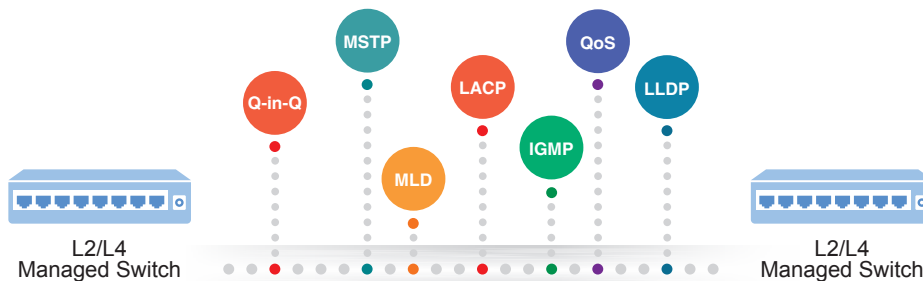 MSTP
QoS
Q-in-Q
LACP
LLDP
IGMP
MLD
L2/L4
Managed Switch
L2/L4
Managed Switch